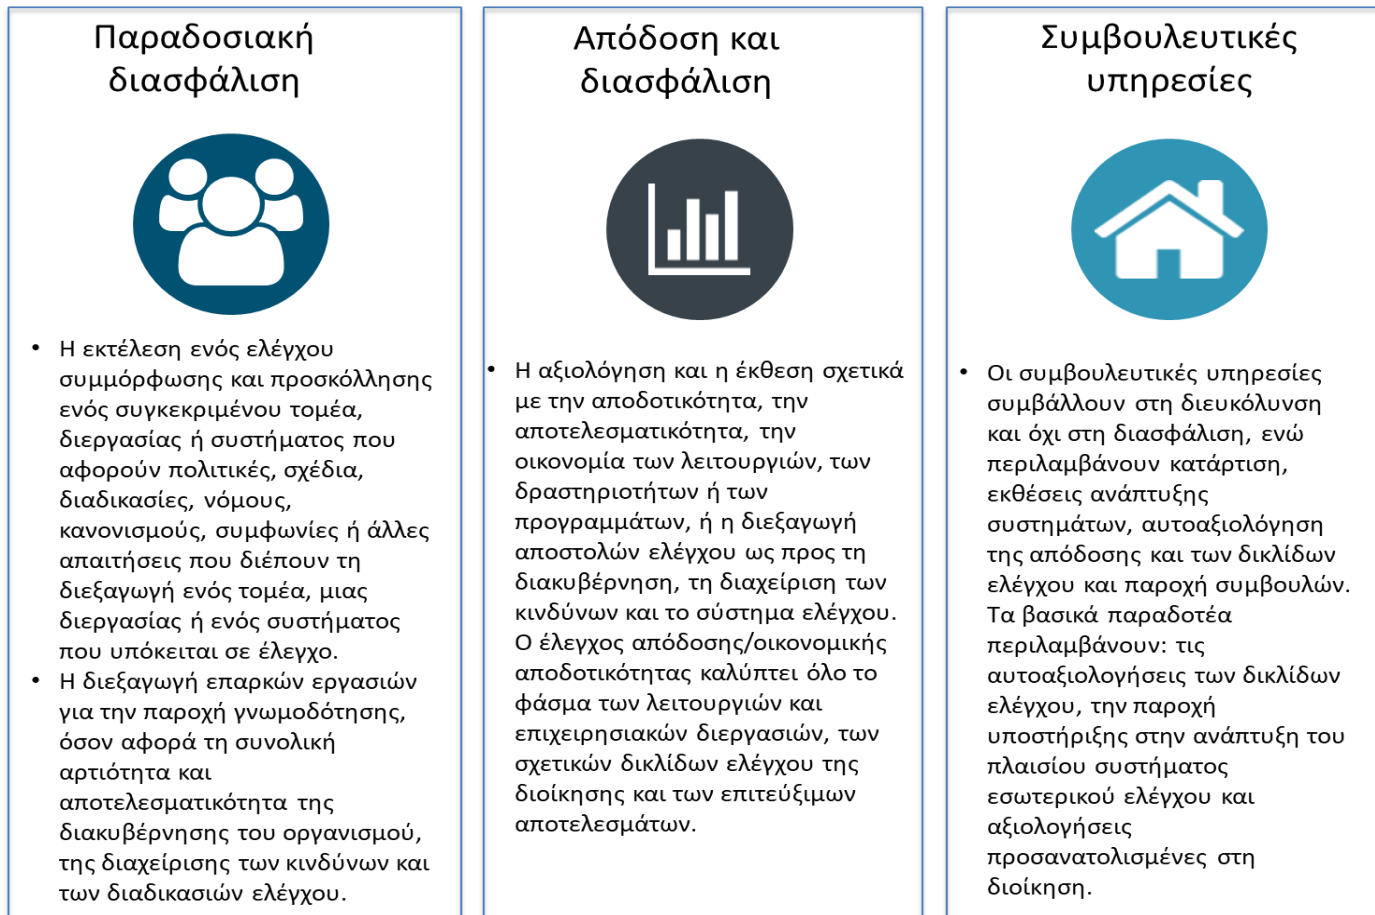 Παραδοσιακή
διασφάλιση
• Η εκτέλεση ενός ελέγχου
συμμόρφωσης και προσκόλλησης
ενός συγκεκριμένου τομέα,
διεργασίας ή συστήματος που
αφορούν πολιτικές, σχέδια,
διαδικασίες, νόμους,
κανονισμούς, συμφωνίες ή άλλες
απαιτήσεις που διέπουν τη
διεξαγωγή ενός τομέα, μιας
διεργασίας ή ενός συστήματος
που υπόκειται σε έλεγχο.
• Η διεξαγωγή επαρκών εργασιών
για την παροχή γνωμοδότησης,
όσον αφορά τη συνολική
αρτιότητα και
αποτελεσματικότητα της
διακυβέρνησης του οργανισμού,
της διαχείρισης των κινδύνων και
των διαδικασιών ελέγχου.
Απόδοση και
διασφάλιση
• Η αξιολόγηση και η έκθεση σχετικά
με την αποδοτικότητα, την
αποτελεσματικότητα, την
οικονομία των λειτουργιών, των
δραστηριοτήτων ή των
προγραμμάτων, ή η διεξαγωγή
αποστολών ελέγχου ως προς τη
διακυβέρνηση, τη διαχείριση των
κινδύνων και το σύστημα ελέγχου.
Ο έλεγχος απόδοσης/οικονομικής
αποδοτικότητας καλύπτει όλο το
φάσμα των λειτουργιών και
επιχειρησιακών διεργασιών, των
σχετικών δικλίδων ελέγχου της
διοίκησης και των επιτεύξιμων
αποτελεσμάτων.
Συμβουλευτικές
υπηρεσίες
• Οι συμβουλευτικές υπηρεσίες
συμβάλλουν στη διευκόλυνση
και όχι στη διασφάλιση, ενώ
περιλαμβάνουν κατάρτιση,
εκθέσεις ανάπτυξης
συστημάτων, αυτοαξιολόγηση
της απόδοσης και των δικλίδων
ελέγχου και παροχή συμβουλών.
Τα βασικά παραδοτέα
περιλαμβάνουν: τις
αυτοαξιολογήσεις των δικλίδων
ελέγχου, την παροχή
υποστήριξης στην ανάπτυξη του
πλαισίου συστήματος
εσωτερικού ελέγχου και
αξιολογήσεις
προσανατολισμένες στη
διοίκηση.